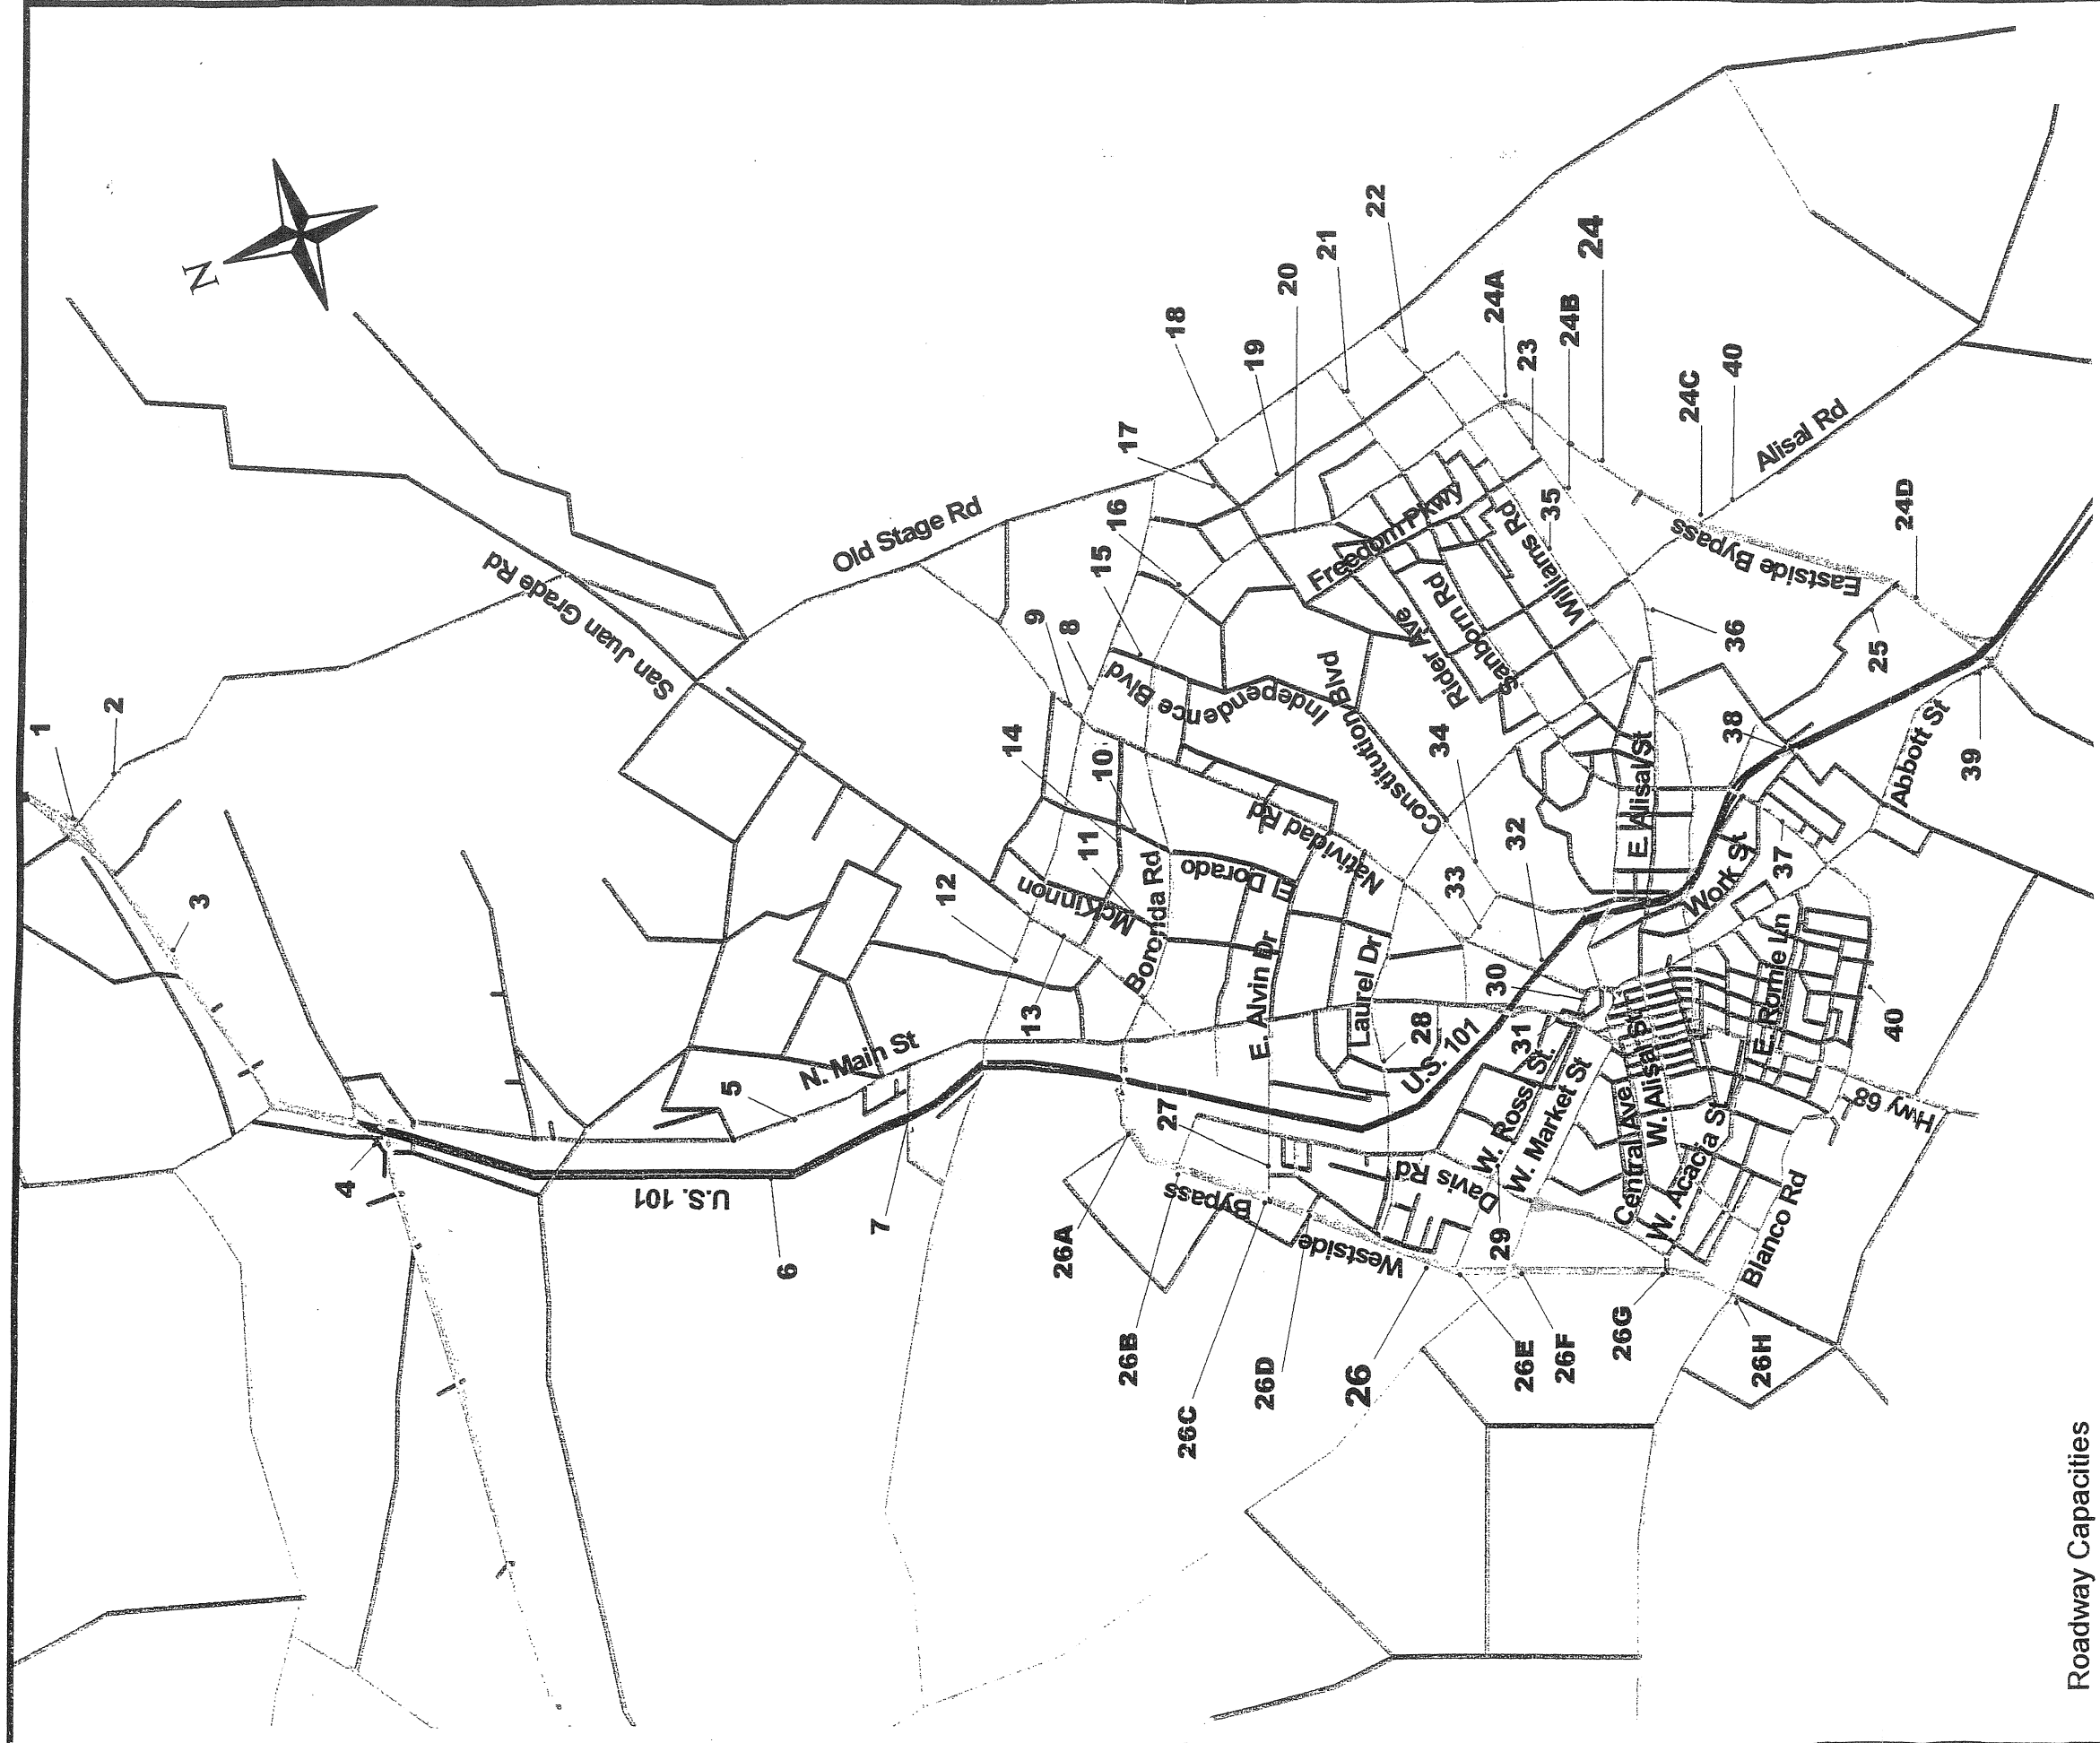 N
1
2
3
4
5
6
7
San Juan Grade Rd
Old Stage Rd
N. Main St
U.S. 101
8
9
10
11
12
13
14
15
16
17
18
19
20
21
22
23
24
24A
24B
24C
24D
25
40
Alisal Rd
Eastside Bypass
Freedom Pkwy
Williams Rd
Sanborn Rd
Rider Ave
Independence Blvd
Constitution Blvd
Natividad Rd
El Dorado
McKinnon
Boronda Rd
E. Alvin Dr
Laurel Dr
U.S. 101
E. Alisal St
Work St
Abbott St
E. Romie Ln
W. Ross St.
W. Market St
Central Ave
W. Alisal St
W. Acacia St
Blanco Rd
Hwy 68
Davis Rd
Westside Bypass
26
26A
26B
26C
26D
26E
26F
26G
26H
27
28
29
30
31
32
33
34
35
36
37
38
39
40
Roadway Capacities